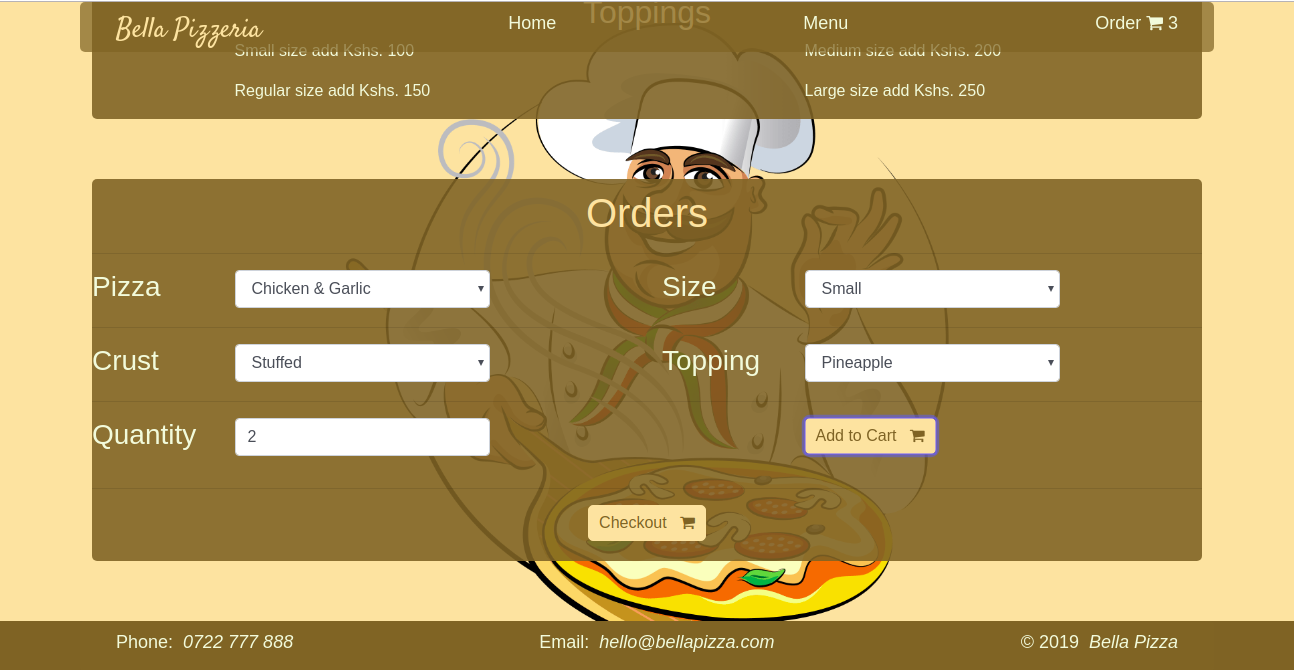 Toppings
Bella Pizzeria Home Menu Order 3
Small size add Kshs. 100 Medium size add Kshs. 200
Regular size add Kshs. 150 Large size add Kshs. 250
Orders
Pizza Chicken & Garlic Size Small
Crust Stuffed Topping Pineapple
Quantity 2 Add to Cart
Checkout
Phone: 0722 777 888 Email: hello@bellapizza.com © 2019 Bella Pizza